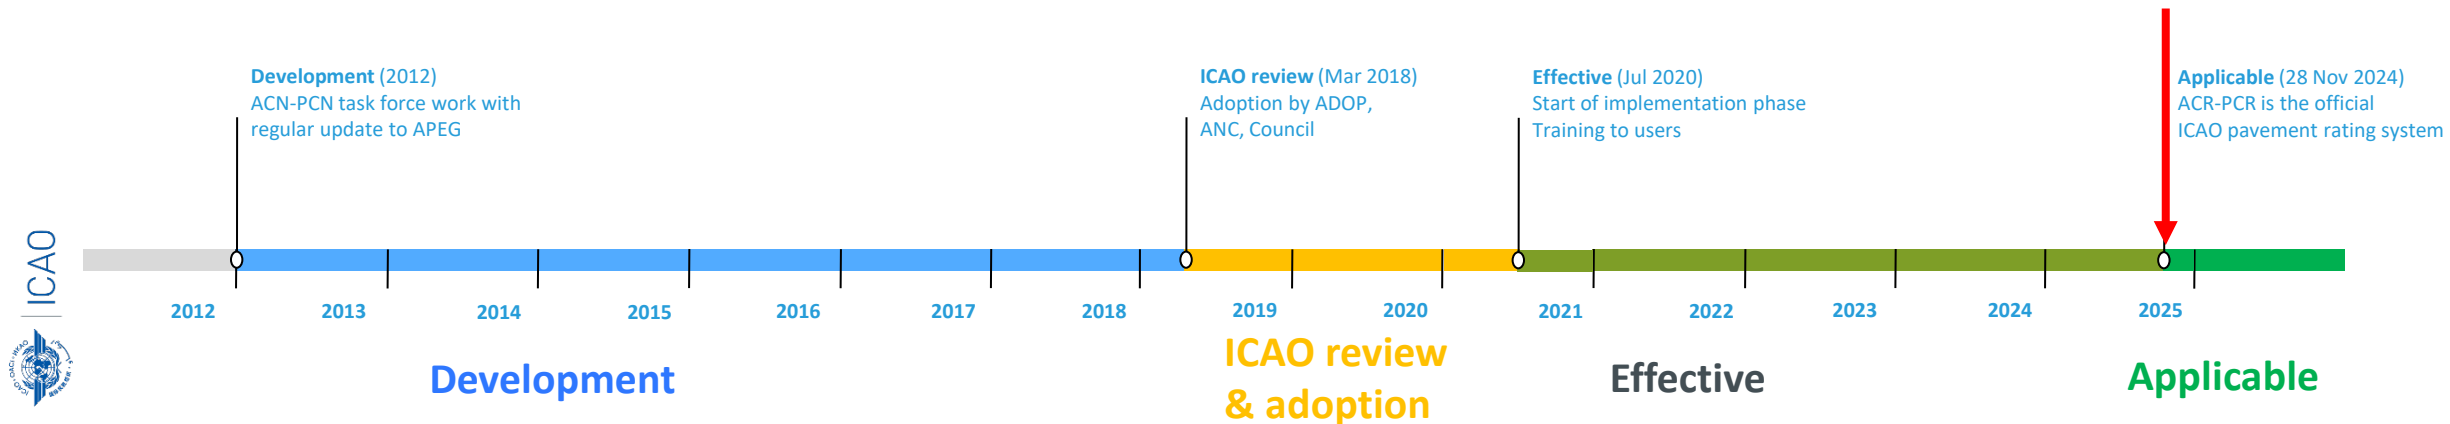 Development (2012)
ACN-PCN task force work with
regular update to APEG
ICAO review (Mar 2018)
Adoption by ADOP,
ANC, Council
Effective (Jul 2020)
Start of implementation phase
Training to users
Applicable (28 Nov 2024)
ACR-PCR is the official
ICAO pavement rating system
ICAO
2012 2013 2014 2015 2016 2017 2018 2019 2020 2021 2022 2023 2024 2025
Development
ICAO review
& adoption
Effective
Applicable